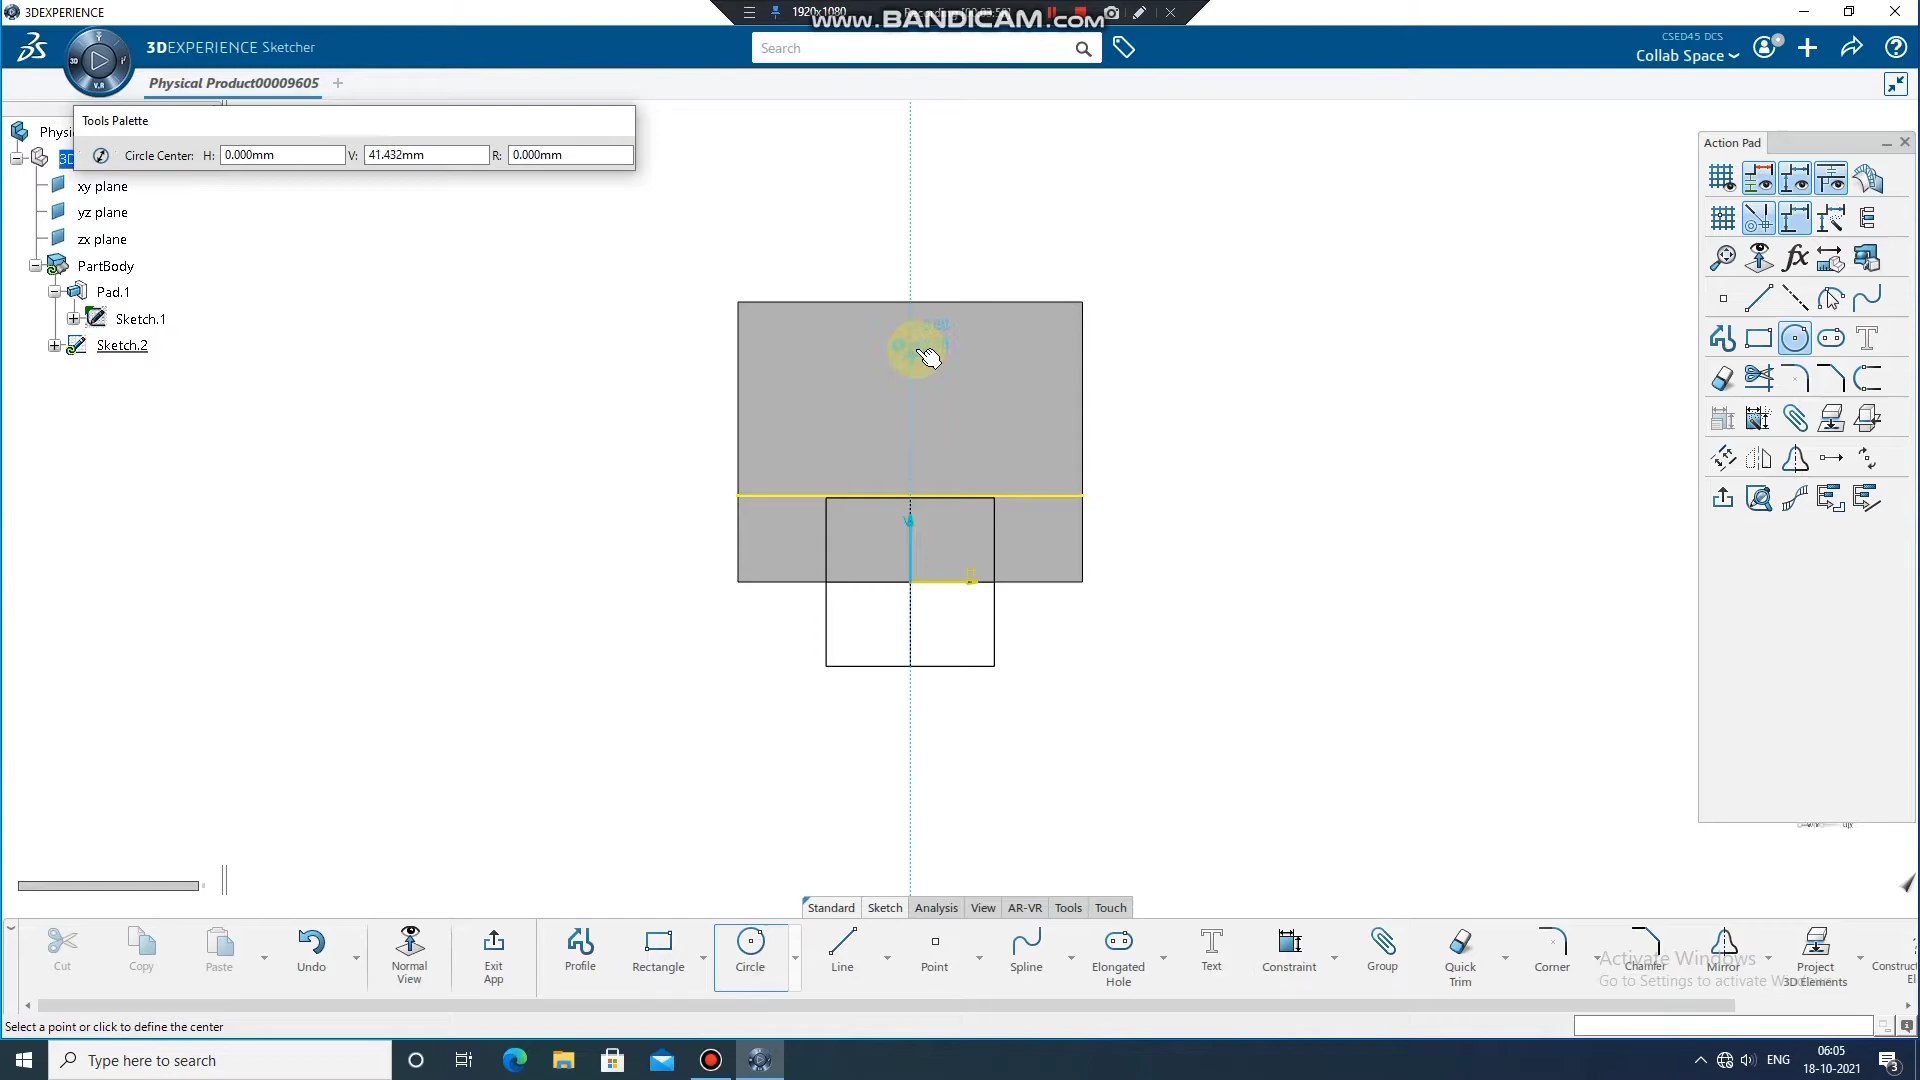 3DEXPERIENCE
1920x1080
www.BANDICAM.com
3DEXPERIENCE Sketcher
Search
CSED45 DCS
Collab Space
Physical Product00009605
Tools Palette
Circle Center: H: 0.000mm V: 41.432mm R: 0.000mm
Physi
3D
xy plane
yz plane
zx plane
PartBody
Pad.1
Sketch.1
Sketch.2
Action Pad
V
H
Standard Sketch Analysis View AR-VR Tools Touch
Cut
Copy
Paste
Undo
Normal View
Exit App
Profile
Rectangle
Circle
Line
Point
Spline
Elongated Hole
Text
Constraint
Group
Quick Trim
Corner
Chamfer
Mirror
Project 3D Elements
Activate Windows
Go to Settings to activate Windows.
Select a point or click to define the center
Type here to search
ENG
06:05
18-10-2021
3